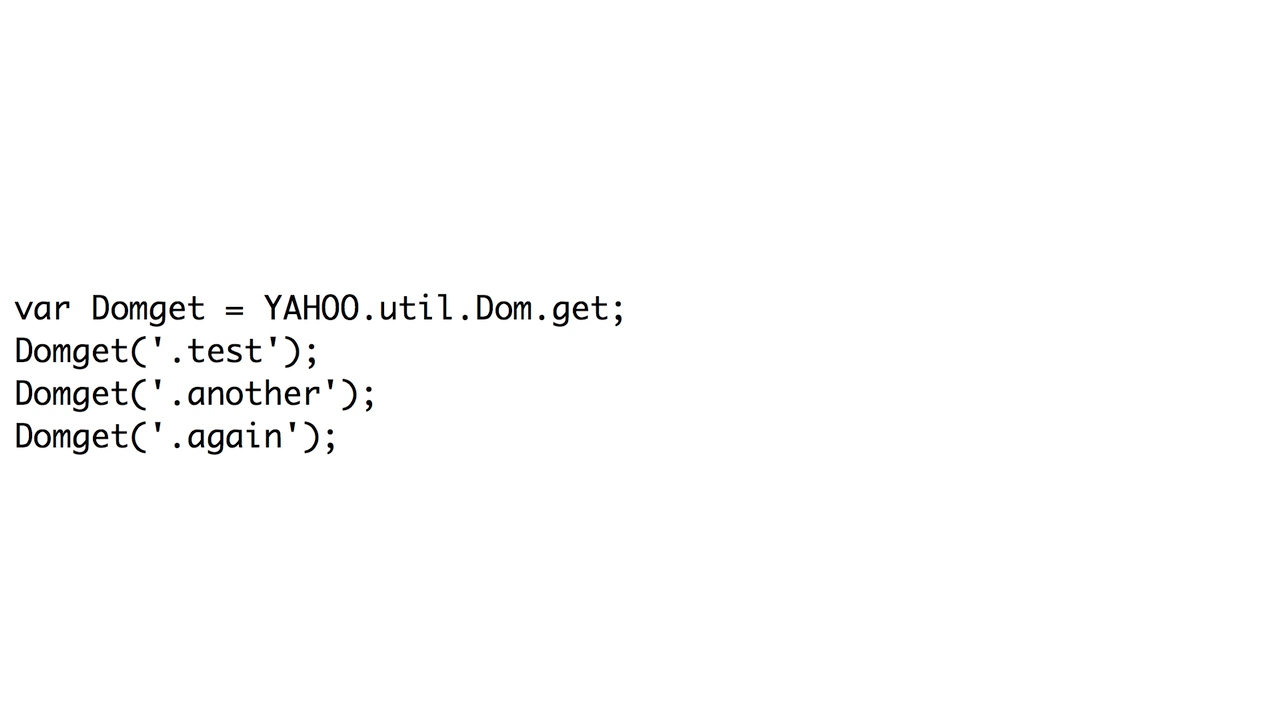 var Domget = YAHOO.util.Dom.get;
Domget('.test');
Domget('.another');
Domget('.again');